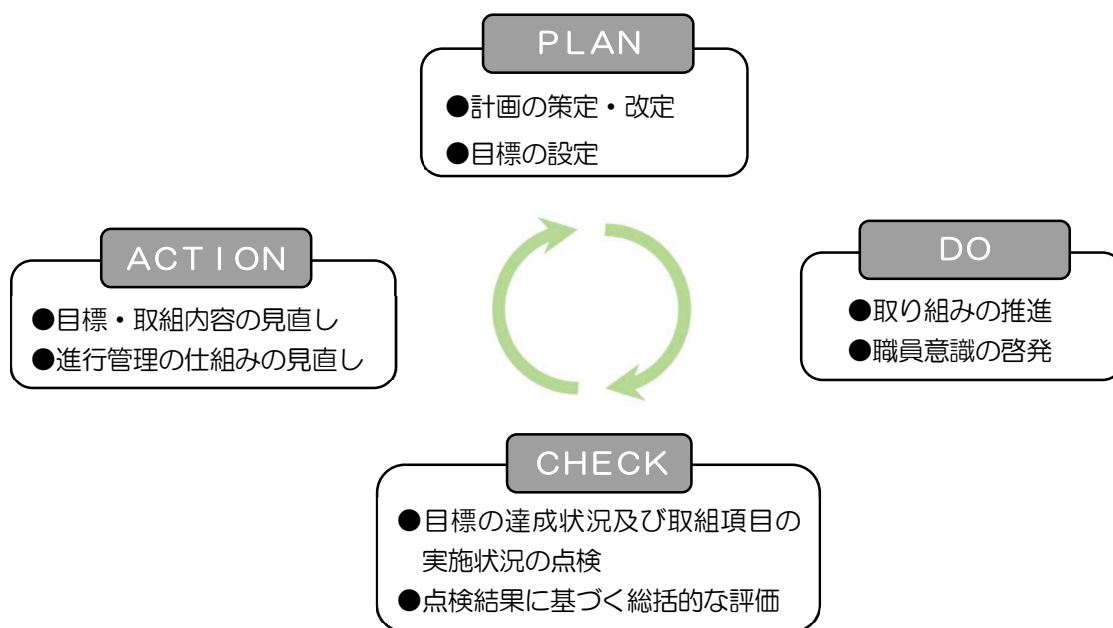 PLAN
●計画の策定・改定
●目標の設定
ACTION
●目標・取組内容の見直し
●進行管理の仕組みの見直し
DO
●取り組みの推進
●職員意識の啓発
CHECK
●目標の達成状況及び取組項目の
実施状況の点検
●点検結果に基づく総括的な評価